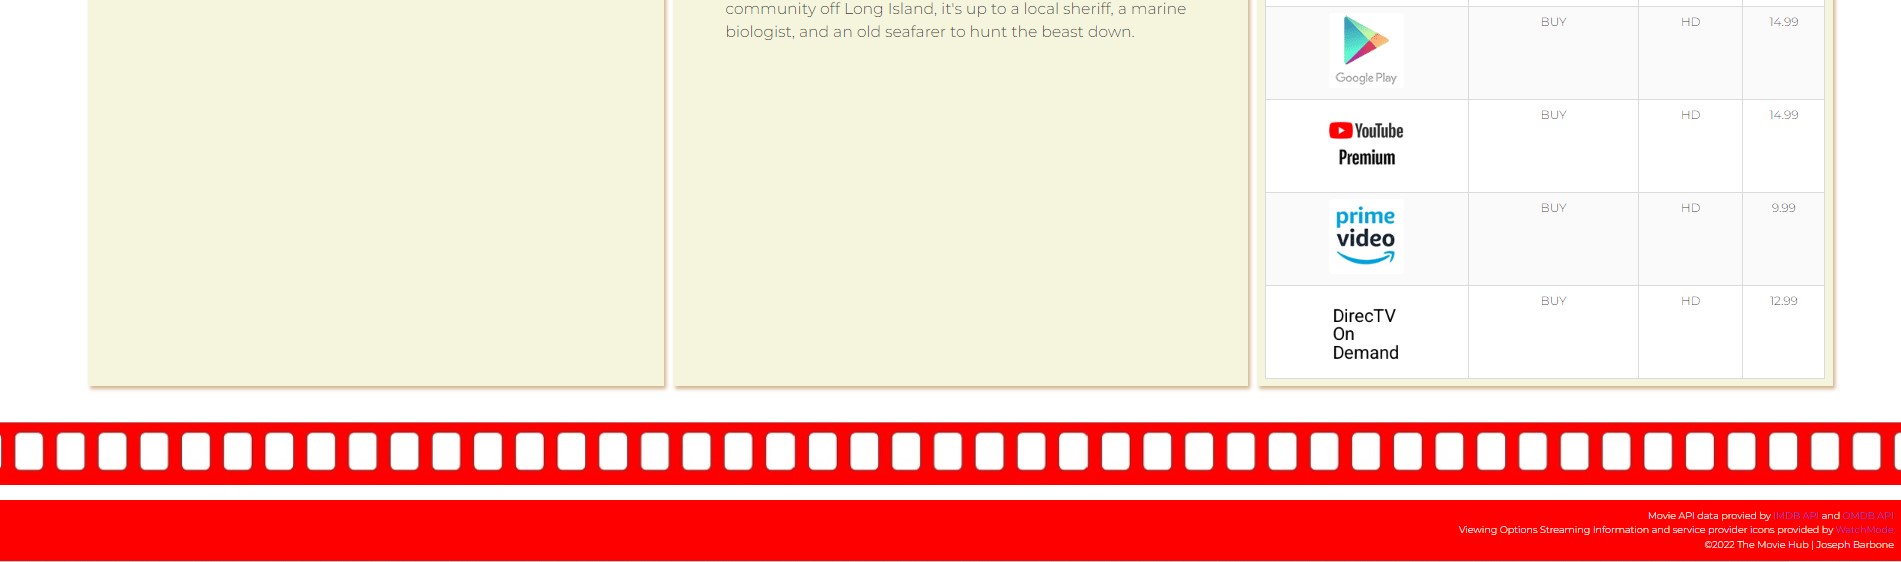 community off Long Island, it's up to a local sheriff, a marine
biologist, and an old seafarer to hunt the beast down.
Google Play
BUY
HD
14.99
YouTube
Premium
BUY
HD
14.99
prime
video
BUY
HD
9.99
DirecTV
On
Demand
BUY
HD
12.99
Movie API data provied by IMDB API and OMDB API
Viewing Options Streaming Information and service provider icons provided by WatchMode
©2022 The Movie Hub | Joseph Barbone